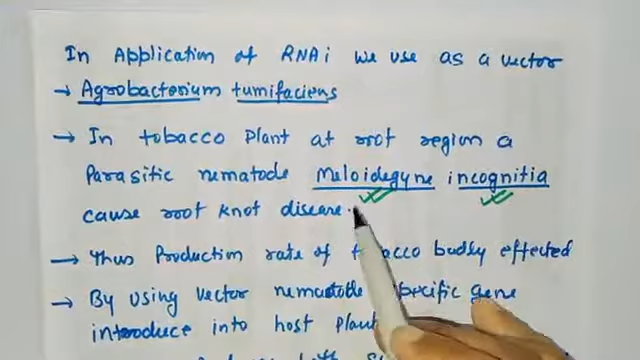 In Application of RNAi we use as a vector
→ Agrobacterium tumifaciens
→ In tobacco plant at root region a
Parasitic nematode Meloidegyne incognitia
cause root knot disease.
→ Thus Production rate of tobacco badly effected
→ By using vector nematode specific gene
introduce into host plant